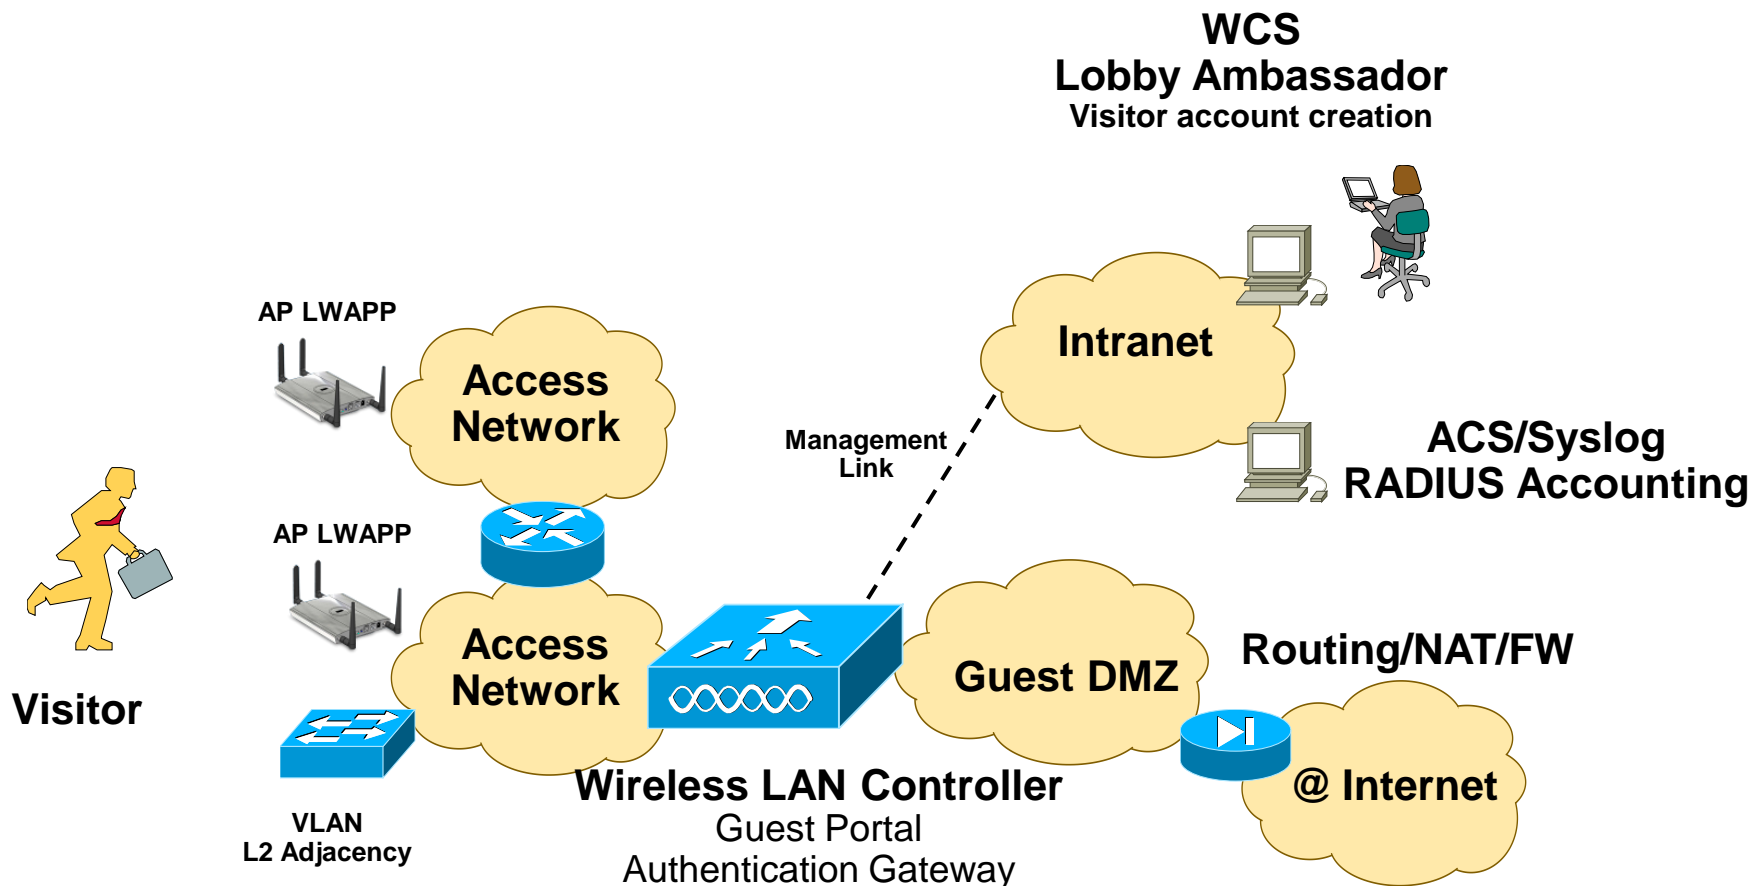 WCS
Lobby Ambassador
Visitor account creation
AP LWAPP
Access
Network
Intranet
Management
Link
ACS/Syslog
RADIUS Accounting
AP LWAPP
Access
Network
Visitor
Guest DMZ
Routing/NAT/FW
@ Internet
VLAN
L2 Adjacency
Wireless LAN Controller
Guest Portal
Authentication Gateway